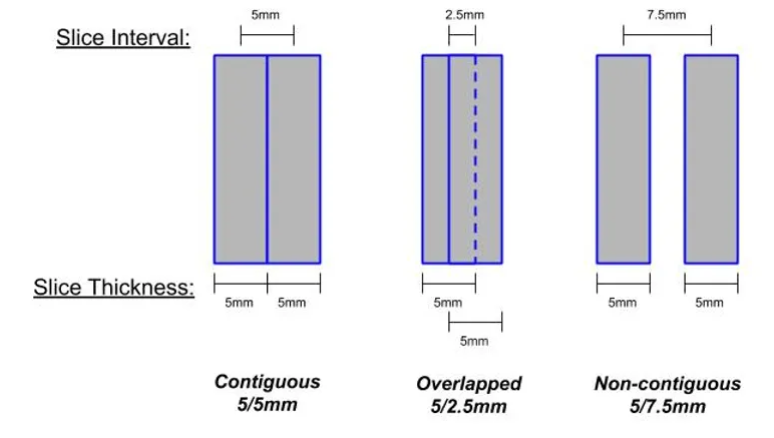 5mm
2.5mm
7.5mm
Slice Interval:
Slice Thickness:
5mm
5mm
5mm
5mm
5mm
5mm
Contiguous
5/5mm
Overlapped
5/2.5mm
Non-contiguous
5/7.5mm